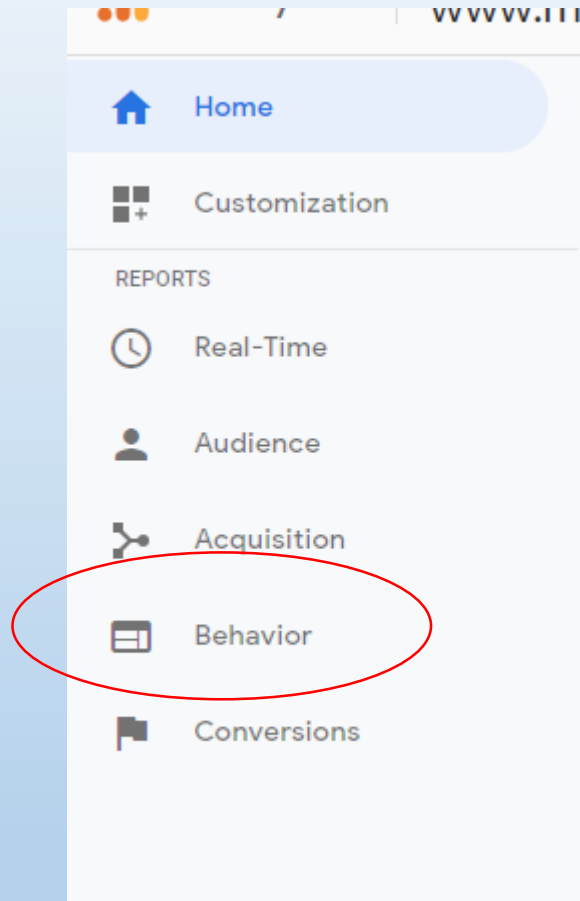 Home
Customization
REPORTS
Real-Time
Audience
Acquisition
Behavior
Conversions